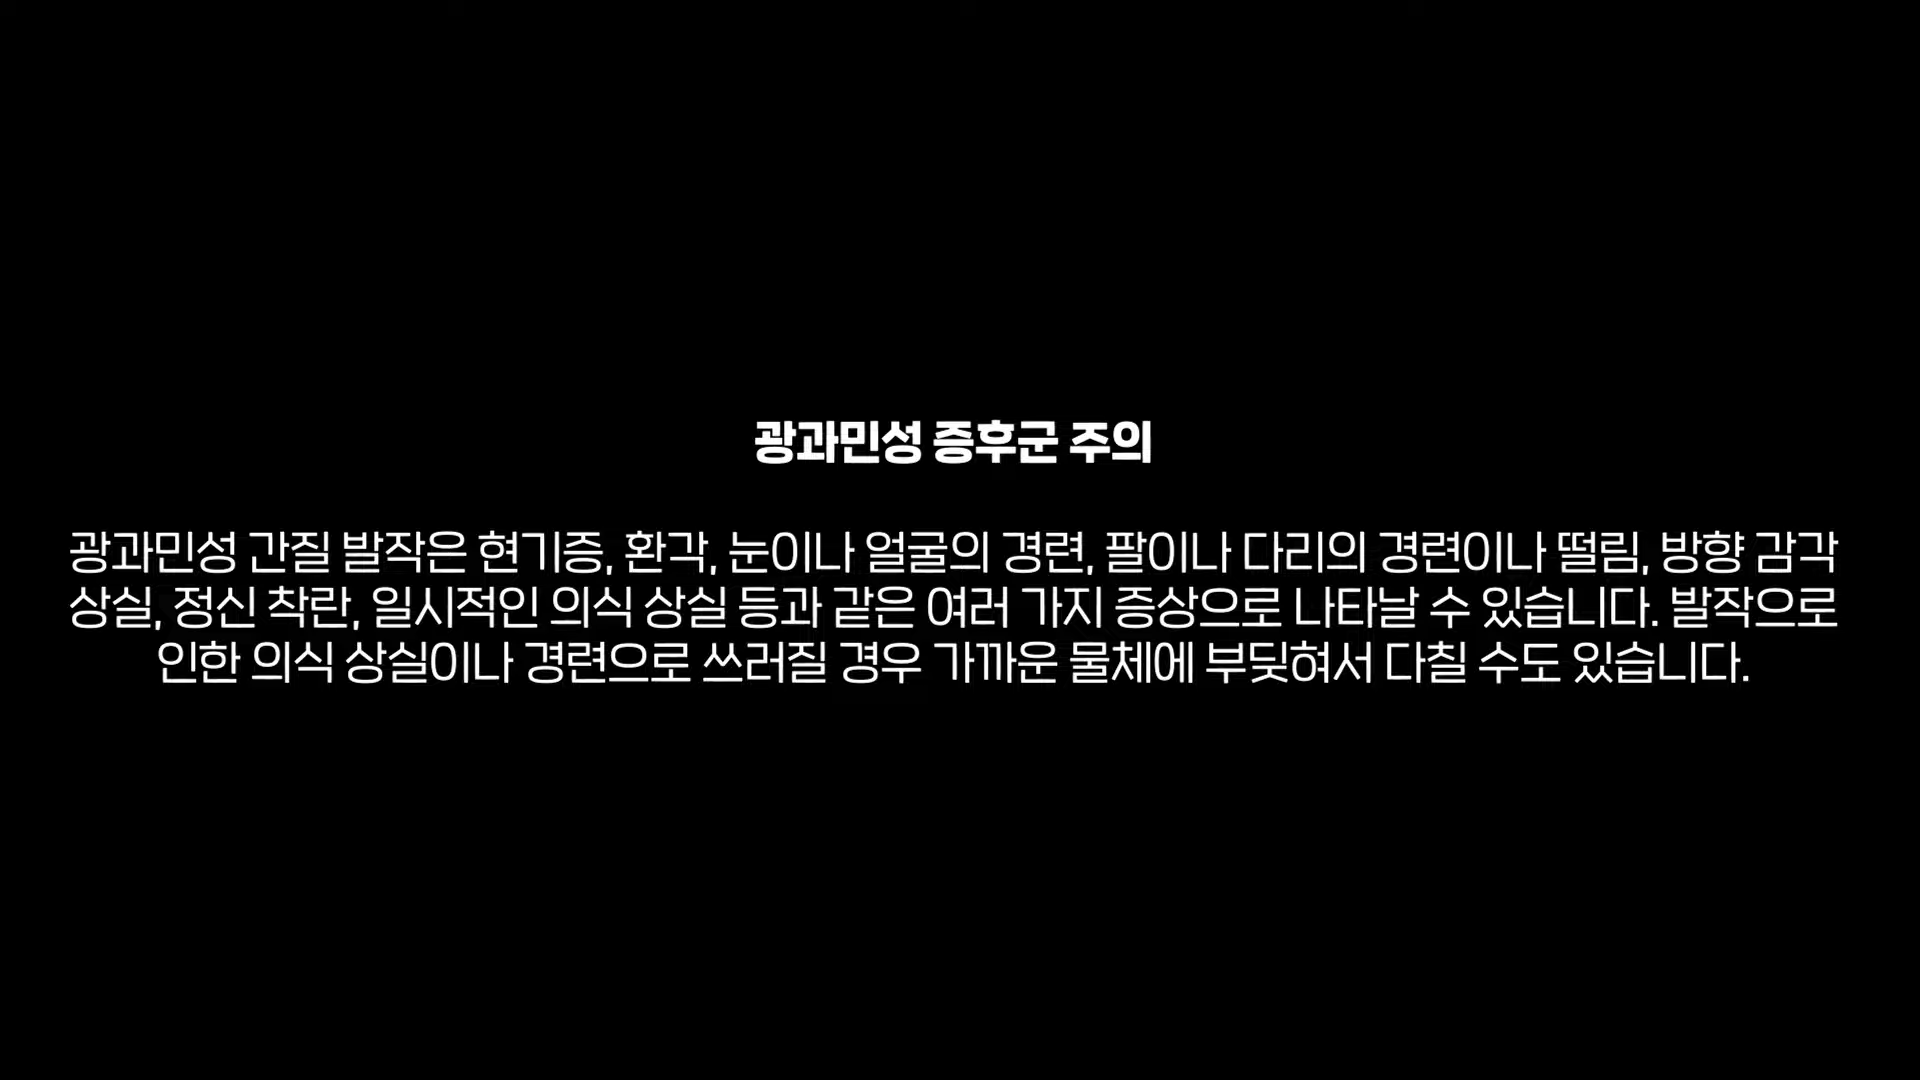 광과민성 증후군 주의
광과민성 간질 발작은 현기증, 환각, 눈이나 얼굴의 경련, 팔이나 다리의 경련이나 떨림, 방향 감각
상실, 정신 착란, 일시적인 의식 상실 등과 같은 여러 가지 증상으로 나타날 수 있습니다. 발작으로
인한 의식 상실이나 경련으로 쓰러질 경우 가까운 물체에 부딪혀서 다칠 수도 있습니다.